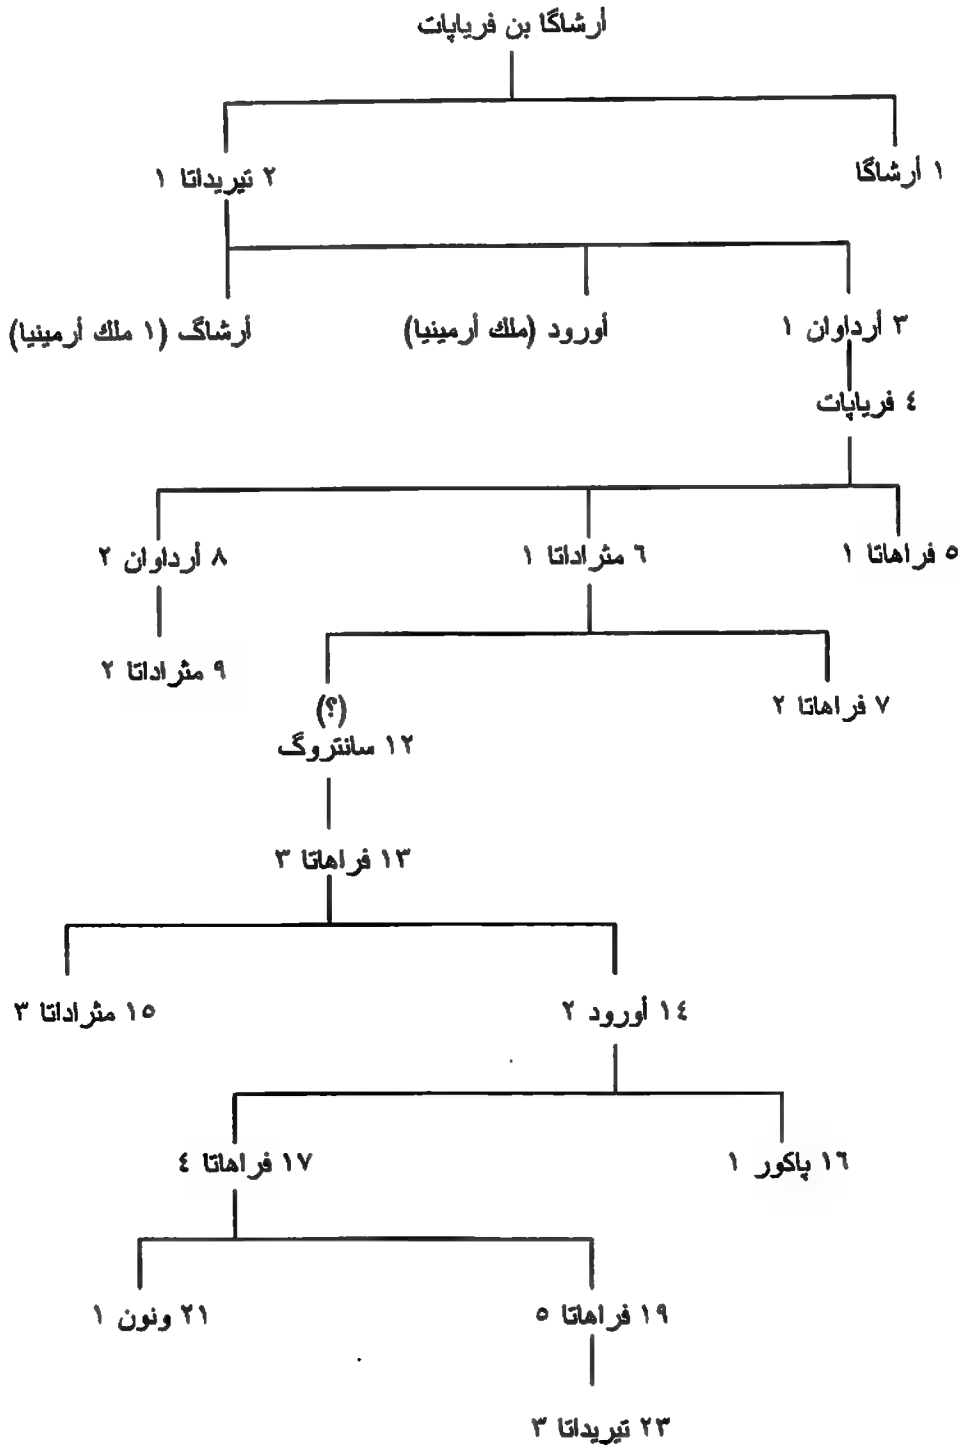 أرشاگا بن فرياپات
١ أرشاگا
٢ تيريداتا ١
٣ أرداوان ١
أورود (ملك أرمينيا)
أرشاگ (١ ملك أرمينيا)
٤ فرياپات
٥ فراهاتا ١
٦ مثراداتا ١
٨ أرداوان ٢
٩ مثراداتا ٢
٧ فراهاتا ٢
(؟)
١٢ سانتروگ
١٣ فراهاتا ٣
١٤ أورود ٢
١٥ مثراداتا ٣
١٦ پاكور ١
١٧ فراهاتا ٤
١٩ فراهاتا ٥
٢١ ونون ١
٢٣ تيريداتا ٣